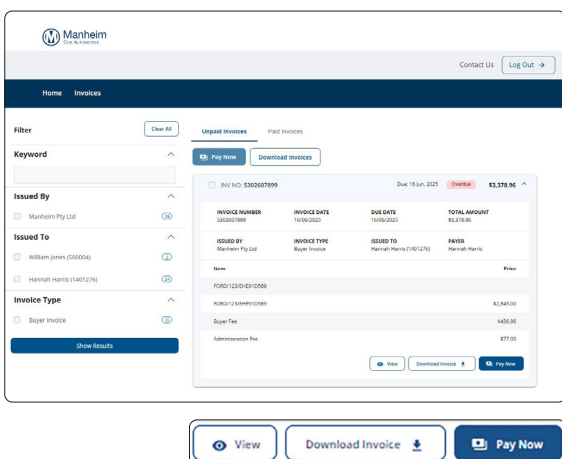 Manheim
COX AUTOMOTIVE
Contact Us Log Out →
Home Invoices
Filter Clear All
Unpaid Invoices Paid Invoices
Keyword
Pay Now Download Invoices
INV NO: 5302607899 Due: 16 Jun, 2025 Overdue $3,378.96
Issued By
Manheim Pty Ltd
INVOICE NUMBER INVOICE DATE DUE DATE TOTAL AMOUNT
5302607899 16/06/2025 16/06/2025 $3,378.96
Issued To
ISSUED BY INVOICE TYPE ISSUED TO PAYER
Manheim Pty Ltd Buyer Invoice Hannah Harris (1401276) Hannah Harris
William Jones (500004)
Item Price
Hannah Harris (1401276)
Invoice Type
Buyer Invoice
FORD/123/EHE91D589
FORD/123/EHE91D589 $2,845.00
Buyer Fee $456.96
Administration Fee $77.00
Show Results
View Download Invoice Pay Now
View Download Invoice Pay Now